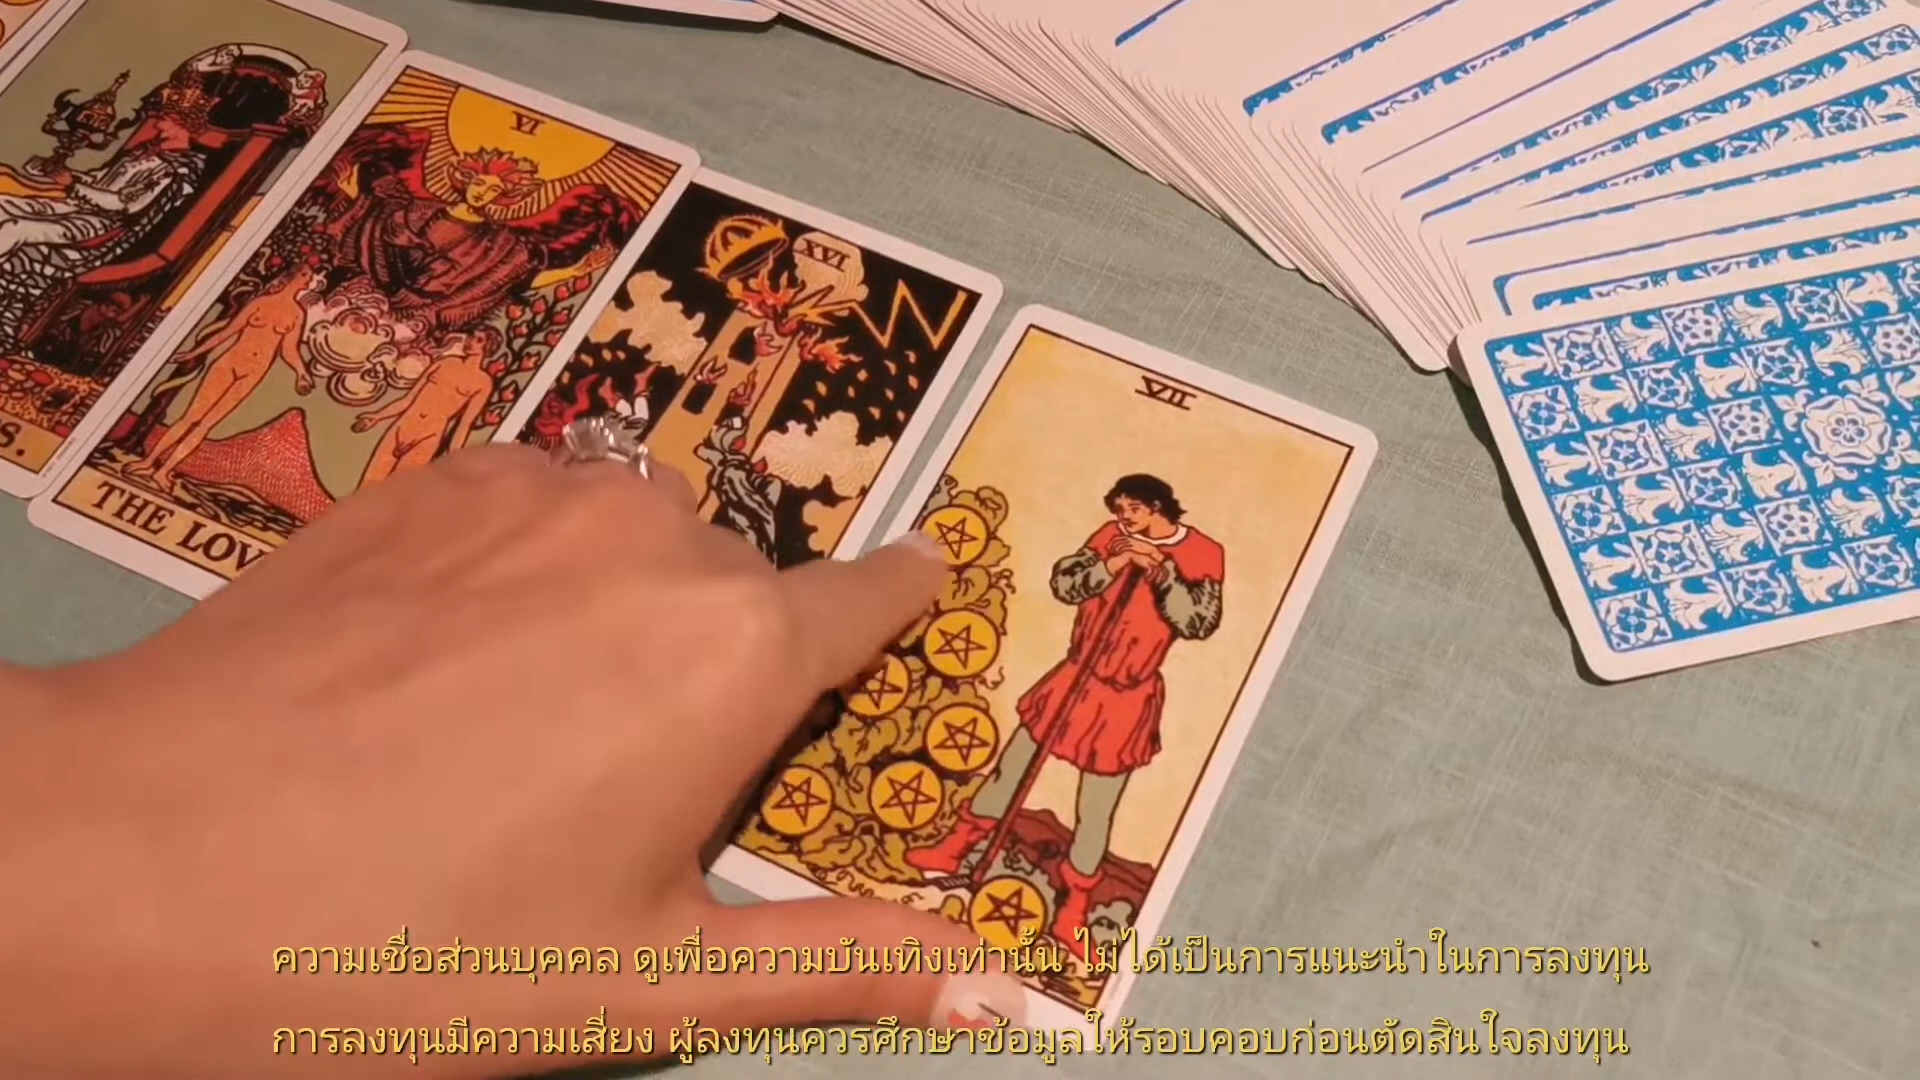 VI
XVI
VII
S.
THE LOV
ความเชื่อส่วนบุคคล ดูเพื่อความบันเทิงเท่านั้น ไม่ได้เป็นการแนะนำในการลงทุน
การลงทุนมีความเสี่ยง ผู้ลงทุนควรศึกษาข้อมูลให้รอบคอบก่อนตัดสินใจลงทุน